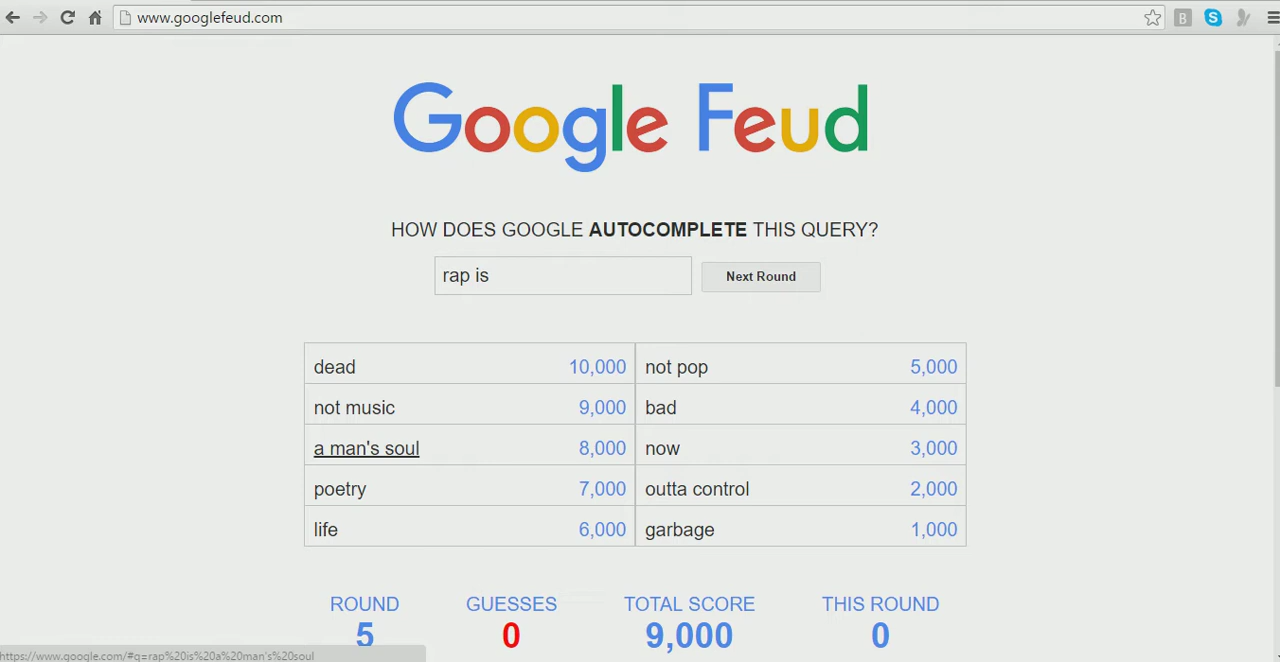 www.googlefeud.com
B
S
Google Feud
HOW DOES GOOGLE AUTOCOMPLETE THIS QUERY?
rap is
Next Round
dead 10,000 not pop 5,000
not music 9,000 bad 4,000
a man's soul 8,000 now 3,000
poetry 7,000 outta control 2,000
life 6,000 garbage 1,000
ROUND GUESSES TOTAL SCORE THIS ROUND
5 0 9,000 0
https://www.google.com/#q=rap%20is%20a%20man's%20soul